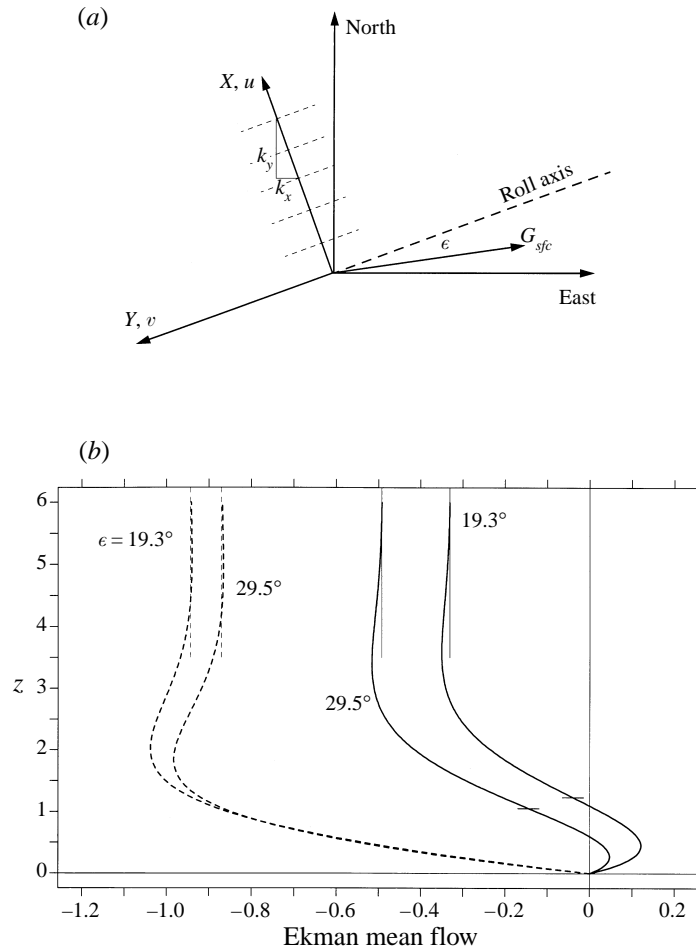 (a)
North
X, u
k_y
k_x
Roll axis
G_sfc
ϵ
East
Y, v
(b)
6
5
4
3
2
1
0
z
ϵ = 19.3°
29.5°
19.3°
29.5°
−1.2
−1.0
−0.8
−0.6
−0.4
−0.2
0
0.2
Ekman mean flow